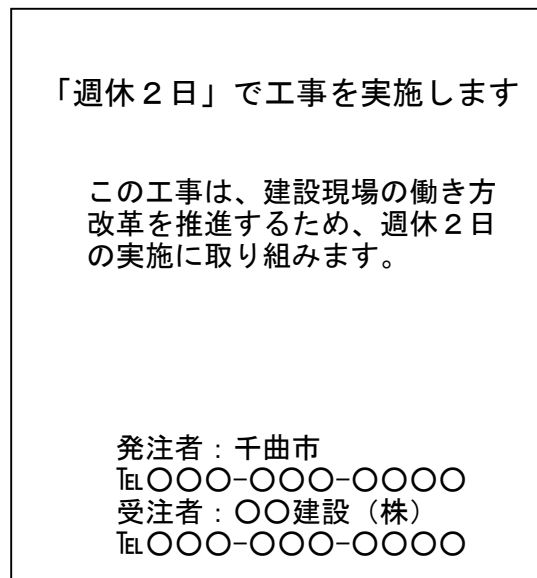 「週休２日」で工事を実施します
この工事は、建設現場の働き方
改革を推進するため、週休２日
の実施に取り組みます。
発注者：千曲市
℡〇〇〇-〇〇〇-〇〇〇〇
受注者：〇〇建設（株）
℡〇〇〇-〇〇〇-〇〇〇〇